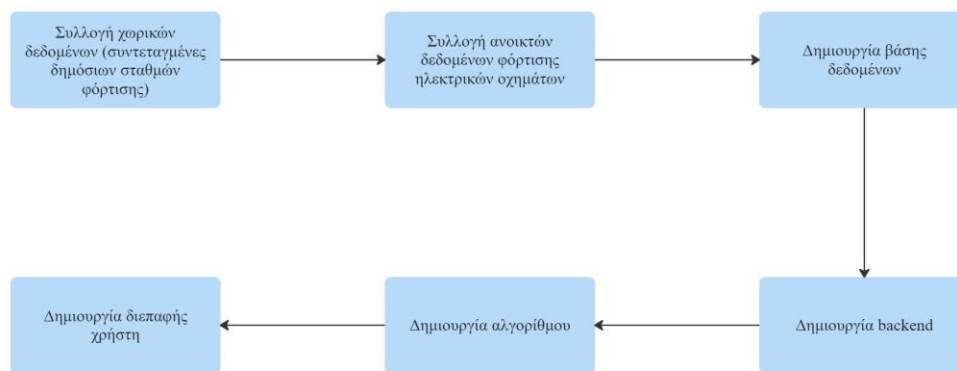 Συλλογή χωρικών
δεδομένων (συντεταγμένες
δημόσιων σταθμών
φόρτισης)
Συλλογή ανοικτών
δεδομένων φόρτισης
ηλεκτρικών οχημάτων
Δημιουργία βάσης
δεδομένων
Δημιουργία backend
Δημιουργία αλγορίθμου
Δημιουργία διεπαφής
χρήστη